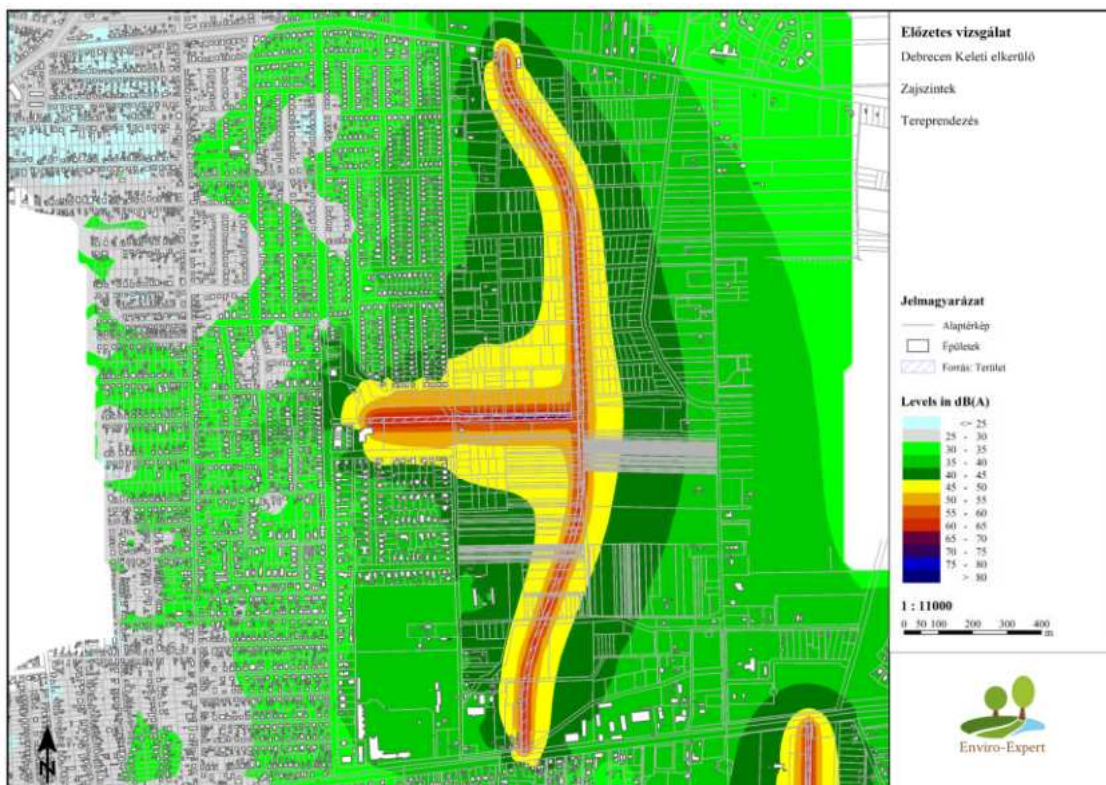 Előzetes vizsgálat
Debrecen Keleti elkerülő
Zajszintek
Tereprendezés
Jelmagyarázat
Alaptérkép
Épületek
Forrás: Terület
Levels in dB(A)
<= 25
25 - 30
30 - 35
35 - 40
40 - 45
45 - 50
50 - 55
55 - 60
60 - 65
65 - 70
70 - 75
75 - 80
> 80
1 : 11000
0 50 100 200 300 400
m
Enviro-Expert
N